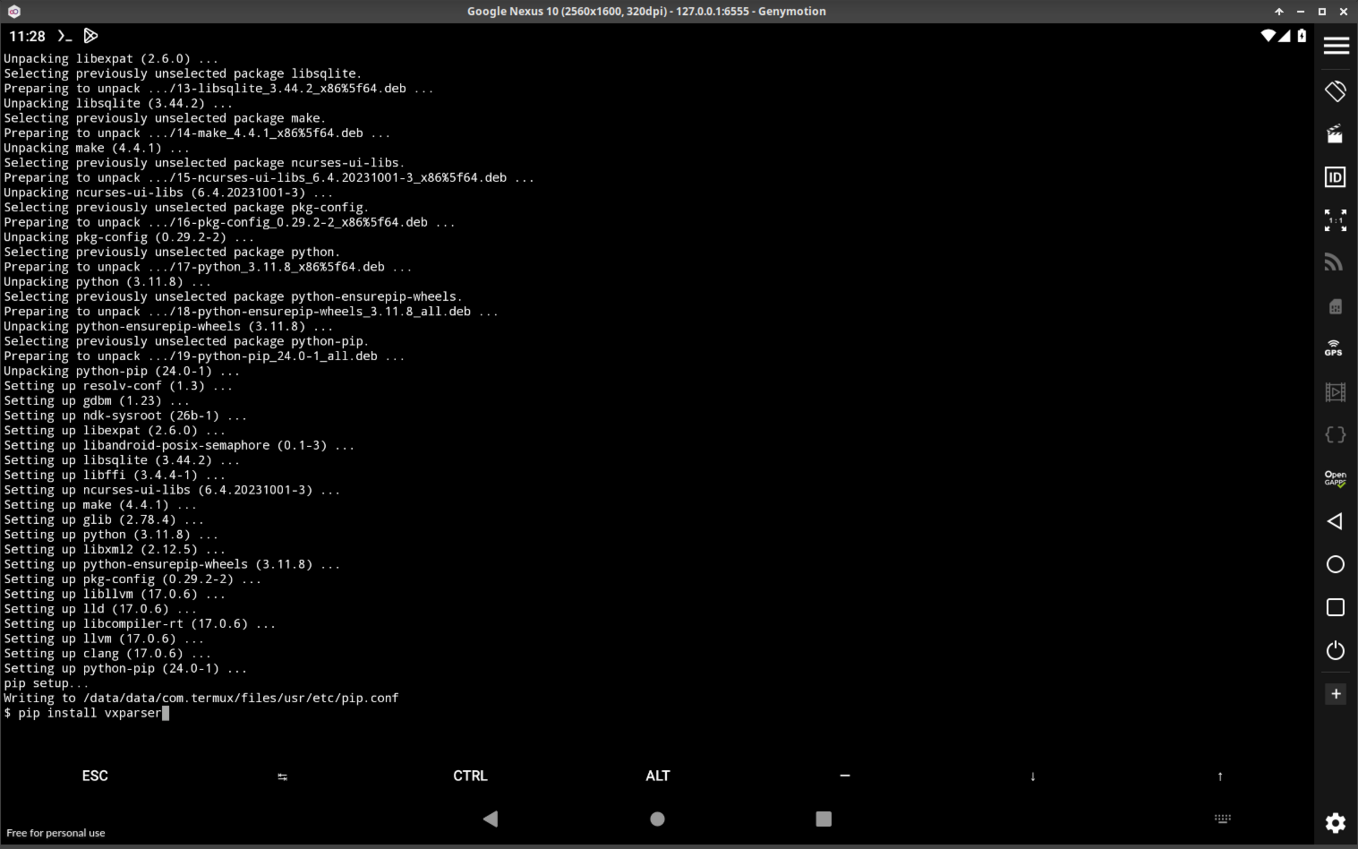 Google Nexus 10 (2560x1600, 320dpi) - 127.0.0.1:6555 - Genymotion
11:28
Unpacking libexpat (2.6.0) ...
Selecting previously unselected package libsqlite.
Preparing to unpack .../13-libsqlite_3.44.2_x86%5f64.deb ...
Unpacking libsqlite (3.44.2) ...
Selecting previously unselected package make.
Preparing to unpack .../14-make_4.4.1_x86%5f64.deb ...
Unpacking make (4.4.1) ...
Selecting previously unselected package ncurses-ui-libs.
Preparing to unpack .../15-ncurses-ui-libs_6.4.20231001-3_x86%5f64.deb ...
Unpacking ncurses-ui-libs (6.4.20231001-3) ...
Selecting previously unselected package pkg-config.
Preparing to unpack .../16-pkg-config_0.29.2-2_x86%5f64.deb ...
Unpacking pkg-config (0.29.2-2) ...
Selecting previously unselected package python.
Preparing to unpack .../17-python_3.11.8_x86%5f64.deb ...
Unpacking python (3.11.8) ...
Selecting previously unselected package python-ensurepip-wheels.
Preparing to unpack .../18-python-ensurepip-wheels_3.11.8_all.deb ...
Unpacking python-ensurepip-wheels (3.11.8) ...
Selecting previously unselected package python-pip.
Preparing to unpack .../19-python-pip_24.0-1_all.deb ...
Unpacking python-pip (24.0-1) ...
Setting up resolv-conf (1.3) ...
Setting up gdbm (1.23) ...
Setting up ndk-sysroot (26b-1) ...
Setting up libexpat (2.6.0) ...
Setting up libandroid-posix-semaphore (0.1-3) ...
Setting up libsqlite (3.44.2) ...
Setting up libffi (3.4.4-1) ...
Setting up ncurses-ui-libs (6.4.20231001-3) ...
Setting up make (4.4.1) ...
Setting up glib (2.78.4) ...
Setting up python (3.11.8) ...
Setting up libxml2 (2.12.5) ...
Setting up python-ensurepip-wheels (3.11.8) ...
Setting up pkg-config (0.29.2-2) ...
Setting up libllvm (17.0.6) ...
Setting up lld (17.0.6) ...
Setting up libcompiler-rt (17.0.6) ...
Setting up llvm (17.0.6) ...
Setting up clang (17.0.6) ...
Setting up python-pip (24.0-1) ...
pip setup...
Writing to /data/data/com.termux/files/usr/etc/pip.conf
$ pip install vxparser
ESC ⇆ CTRL ALT — ↓ ↑
Free for personal use
ID
1:1
GPS
Open GAPPS